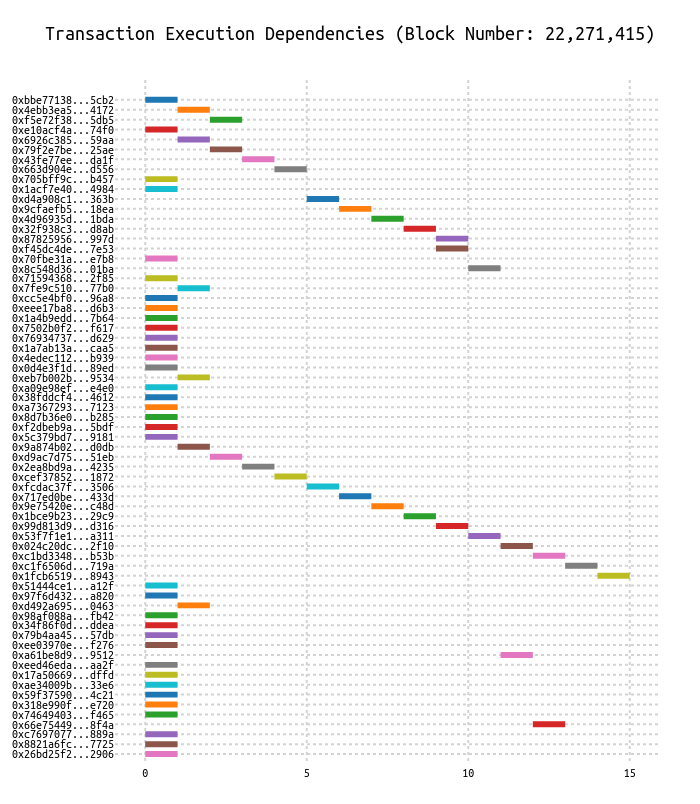 Transaction Execution Dependencies (Block Number: 22,271,415)
0xbbe77138...5cb2
0x4ebb3ea5...4172
0xf5e72f38...5db5
0xe10acf4a...74f0
0x6926c385...59aa
0x79f2e7be...25ae
0x43fe77ee...da1f
0x663d904e...d556
0x705bff9c...b457
0x1acf7e40...4984
0xd4a908c1...363b
0x9cfaefb5...18ea
0x4d96935d...1bda
0x32f938c3...d8ab
0x87825956...997d
0xf45dc4de...7e53
0x70fbe31a...e7b8
0x8c548d36...01ba
0x71594368...2f85
0x7fe9c510...77b0
0xcc5e4bf0...96a8
0xeee17ba8...d6b3
0x1a4b9edd...7b64
0x7502b0f2...f617
0x76934737...d629
0x1a7ab13a...caa5
0x4edec112...b939
0x0d4e3f1d...89ed
0xeb7b002b...9534
0xa09e98ef...e4e0
0x38fddcf4...4612
0xa7367293...7123
0x8d7b36e0...b285
0xf2dbeb9a...5bdf
0x5c379bd7...9181
0x9a874b02...d0db
0xd9ac7d75...51eb
0x2ea8bd9a...4235
0xcef37852...1872
0xfcdac37f...3506
0x717ed0be...433d
0x9e75420e...c48d
0x1bce9b23...29c9
0x99d813d9...d316
0x53f7f1e1...a311
0x024c20dc...2f10
0xc1bd3348...b53b
0xc1f6506d...719a
0x1fcb6519...8943
0x51444ce1...a12f
0x97f6d432...a820
0xd492a695...0463
0x98af088a...fb42
0x34f86f0d...ddea
0x79b4aa45...57db
0xee03970e...f276
0xa61be8d9...9512
0xeed46eda...aa2f
0x17a50669...dffd
0xae34009b...33e6
0x59f37590...4c21
0x318e990f...e720
0x74649403...f465
0x66e75449...8f4a
0xc7697077...889a
0x8821a6fc...7725
0x26bd25f2...2906
0 5 10 15